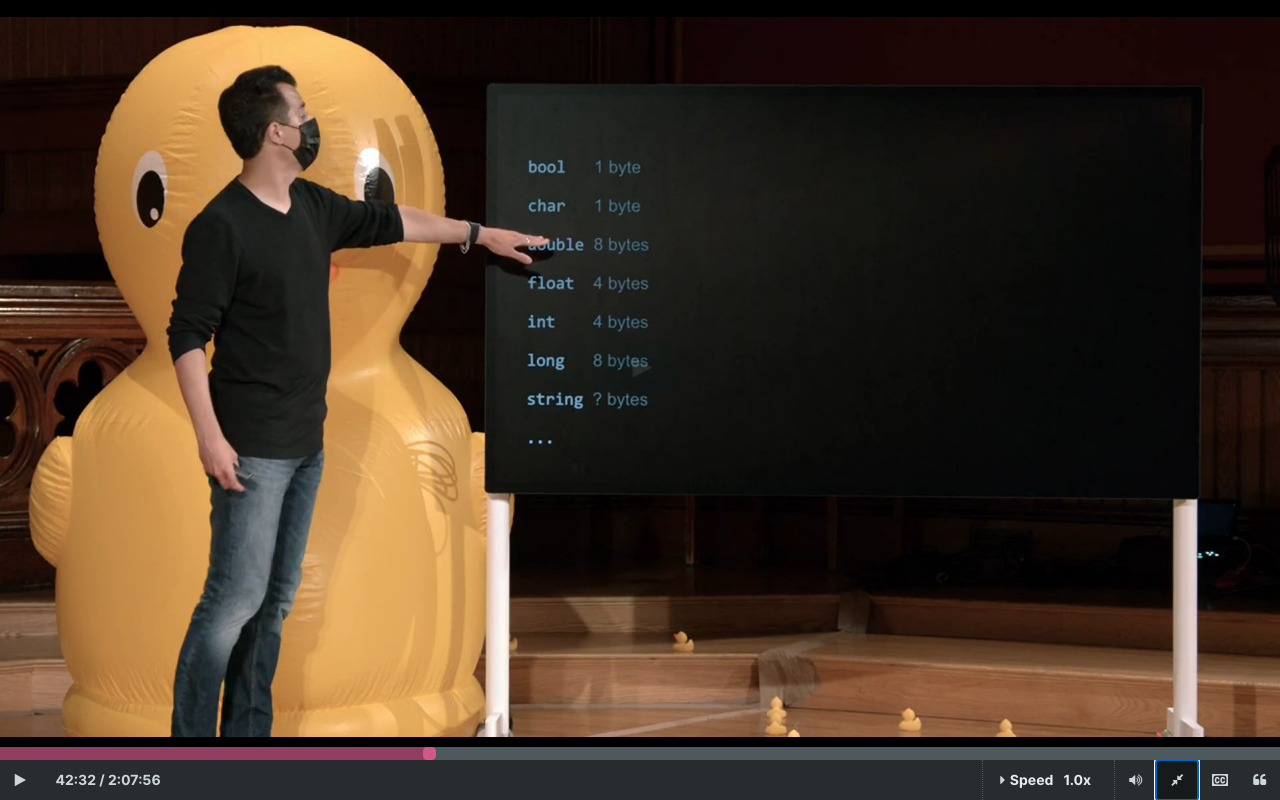 bool 1 byte
char 1 byte
double 8 bytes
float 4 bytes
int 4 bytes
long 8 bytes
string ? bytes
...
42:32 / 2:07:56 Speed 1.0x CC